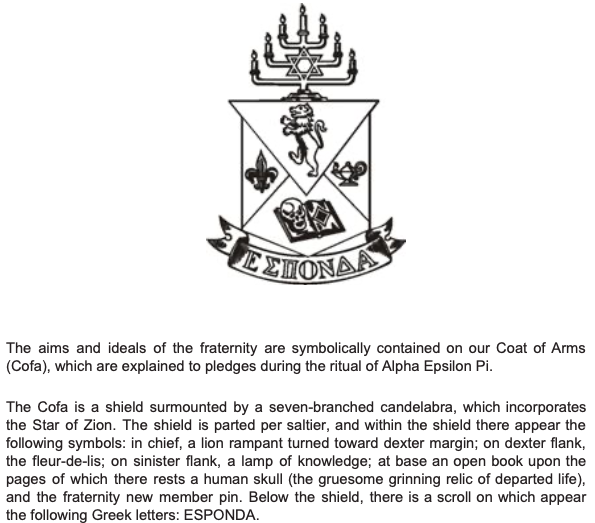 Ε ΣΠΟΝΔΑ
The aims and ideals of the fraternity are symbolically contained on our Coat of Arms
(Cofa), which are explained to pledges during the ritual of Alpha Epsilon Pi.
The Cofa is a shield surmounted by a seven-branched candelabra, which incorporates
the Star of Zion. The shield is parted per saltier, and within the shield there appear the
following symbols: in chief, a lion rampant turned toward dexter margin; on dexter flank,
the fleur-de-lis; on sinister flank, a lamp of knowledge; at base an open book upon the
pages of which there rests a human skull (the gruesome grinning relic of departed life),
and the fraternity new member pin. Below the shield, there is a scroll on which appear
the following Greek letters: ESPONDA.